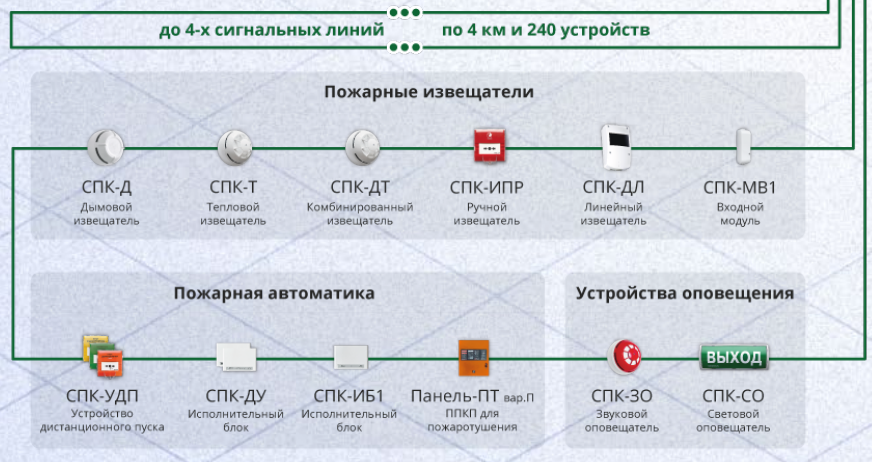 до 4-х сигнальных линий по 4 км и 240 устройств
Пожарные извещатели
СПК-Д СПК-Т СПК-ДТ СПК-ИПР СПК-ДЛ СПК-МВ1
Дымовой Тепловой Комбинированный Ручной Линейный Входной
извещатель извещатель извещатель извещатель извещатель модуль
Пожарная автоматика Устройства оповещения
ВЫХОД
СПК-УДП СПК-ДУ СПК-ИБ1 Панель-ПТ вар.П СПК-ЗО СПК-СО
Устройство Исполнительный Исполнительный ППКП для Звуковой Световой
дистанционного пуска блок блок пожаротушения оповещатель оповещатель